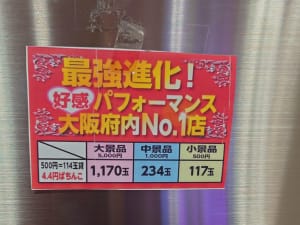 最強進化!
好感 パフォーマンス
大阪府内No.1店
大景品 中景品 小景品
5,000円 1,000円 500円
500円=114玉貸
4.4円ぱちんこ
1,170玉 234玉 117玉